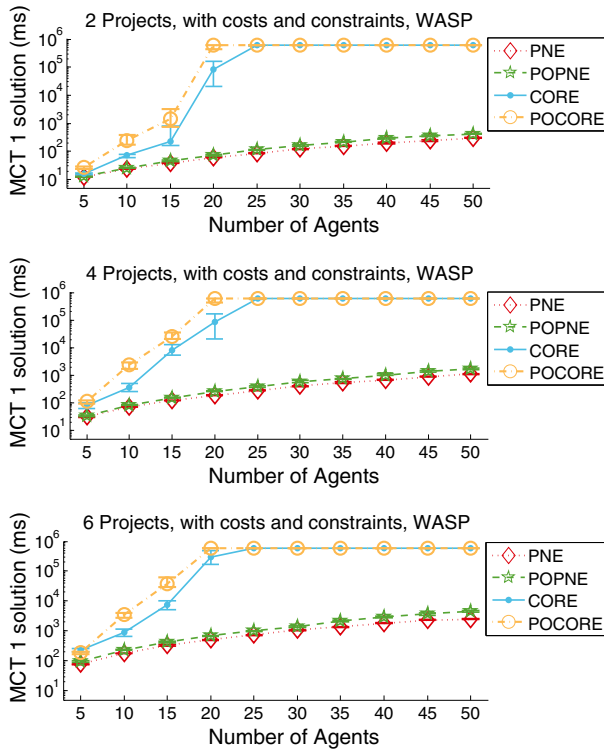 2 Projects, with costs and constraints, WASP
MCT 1 solution (ms)
10^6
10^5
10^4
10^3
10^2
10^1
5 10 15 20 25 30 35 40 45 50
Number of Agents
PNE
POPNE
CORE
POCORE
4 Projects, with costs and constraints, WASP
MCT 1 solution (ms)
10^6
10^5
10^4
10^3
10^2
10^1
5 10 15 20 25 30 35 40 45 50
Number of Agents
PNE
POPNE
CORE
POCORE
6 Projects, with costs and constraints, WASP
MCT 1 solution (ms)
10^6
10^5
10^4
10^3
10^2
10^1
5 10 15 20 25 30 35 40 45 50
Number of Agents
PNE
POPNE
CORE
POCORE